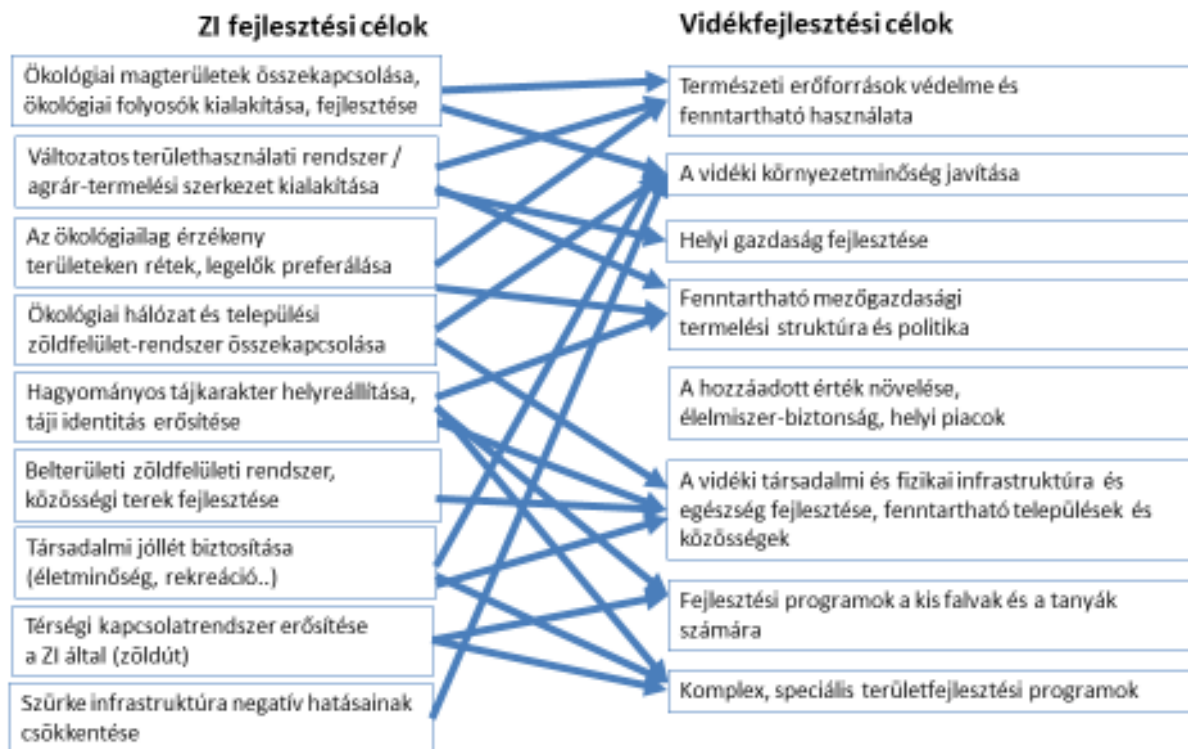 ZI fejlesztési célok
Ökológiai magterületek összekapcsolása,
ökológiai folyosók kialakítása, fejlesztése
Változatos területhasználati rendszer /
agrár-termelési szerkezet kialakítása
Az ökológiailag érzékeny
területeken rétek, legelők preferálása
Ökológiai hálózat és települési
zöldfelület-rendszer összekapcsolása
Hagyományos tájkarakter helyreállítása,
táji identitás erősítése
Belterületi zöldfelületi rendszer,
közösségi terek fejlesztése
Társadalmi jóllét biztosítása
(életminőség, rekreáció..)
Térségi kapcsolatrendszer erősítése
a ZI által (zöldút)
Szürke infrastruktúra negatív hatásainak
csökkentése
Vidékfejlesztési célok
Természeti erőforrások védelme és
fenntartható használata
A vidéki környezetminőség javítása
Helyi gazdaság fejlesztése
Fenntartható mezőgazdasági
termelési struktúra és politika
A hozzáadott érték növelése,
élelmiszer-biztonság, helyi piacok
A vidéki társadalmi és fizikai infrastruktúra és
egészség fejlesztése, fenntartható települések és
közösségek
Fejlesztési programok a kis falvak és a tanyák
számára
Komplex, speciális területfejlesztési programok